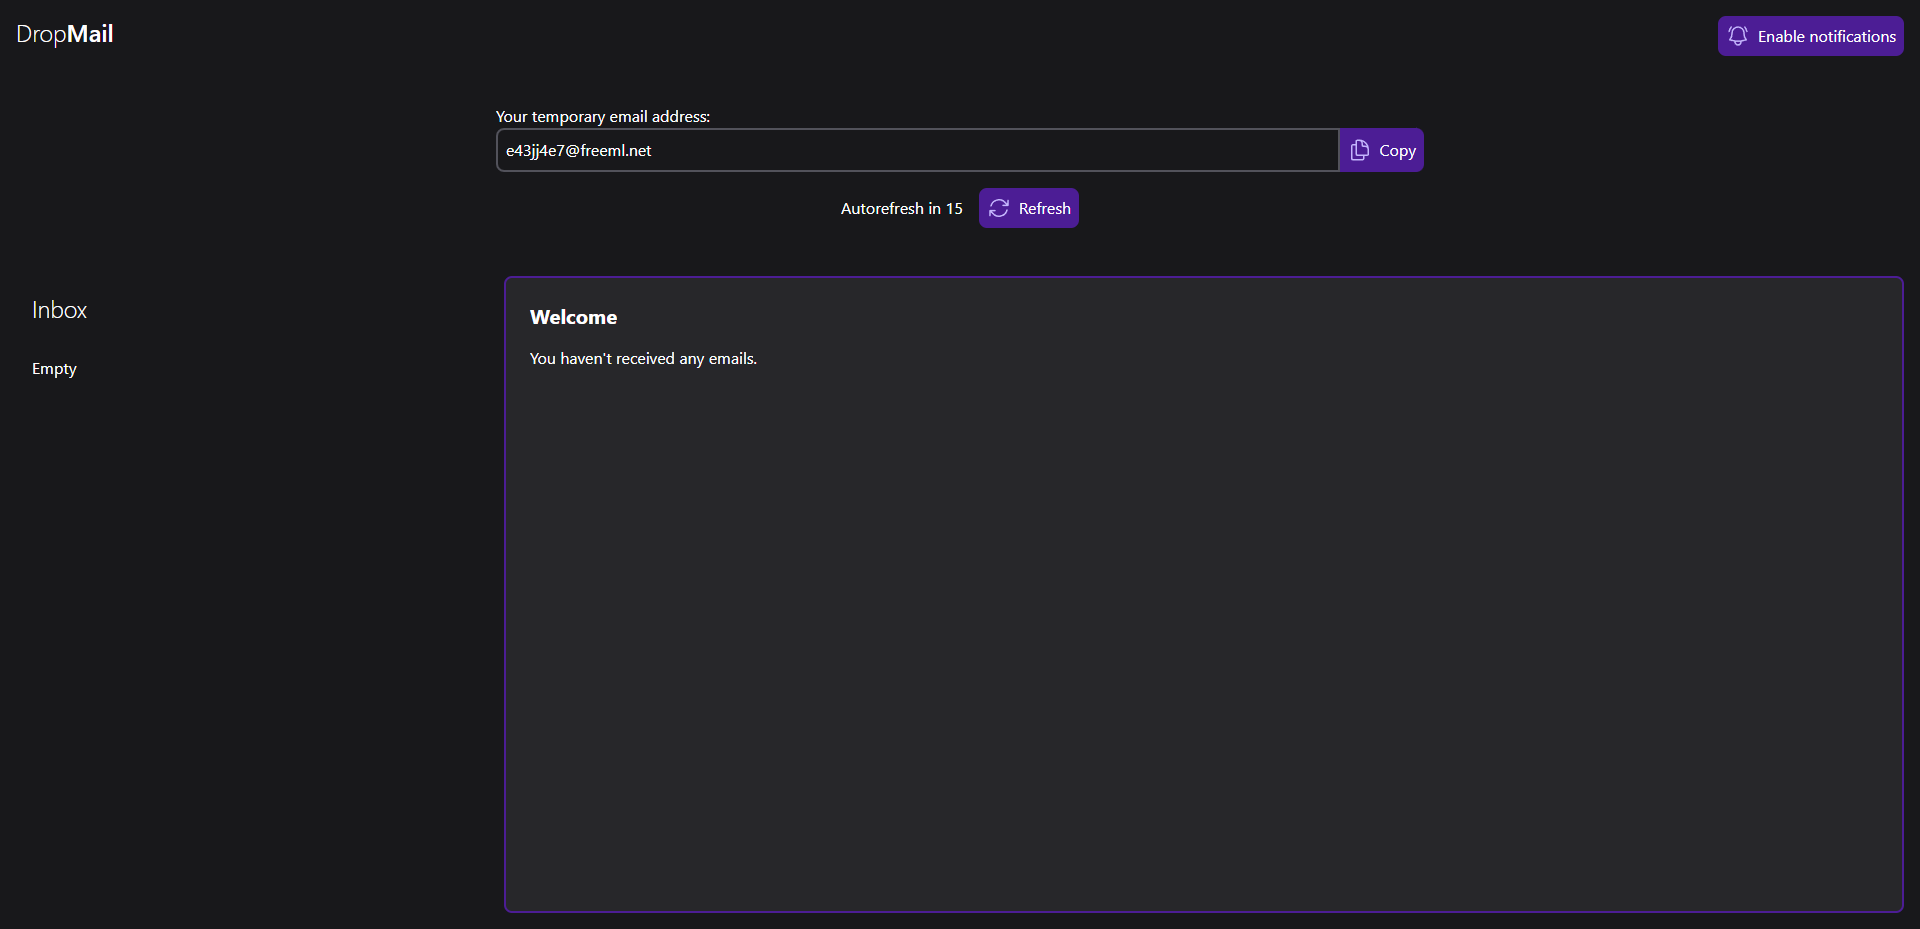 DropMail
Enable notifications
Your temporary email address:
e43jj4e7@freeml.net
Copy
Autorefresh in 15
Refresh
Inbox
Empty
Welcome
You haven't received any emails.